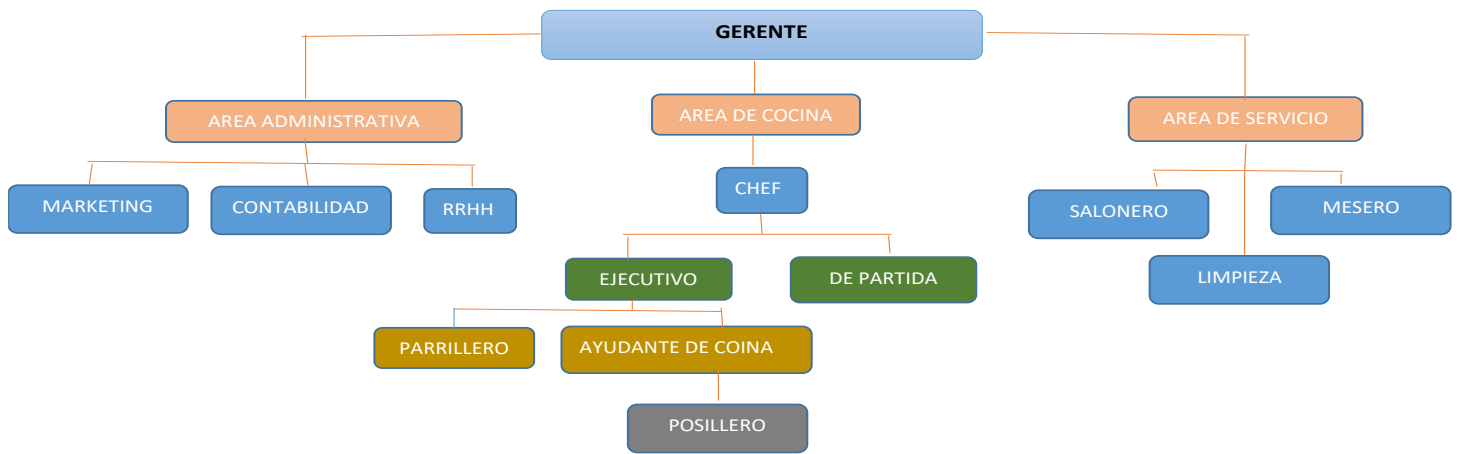 GERENTE
AREA ADMINISTRATIVA
AREA DE COCINA
AREA DE SERVICIO
MARKETING
CONTABILIDAD
RRHH
CHEF
SALONERO
MESERO
EJECUTIVO
DE PARTIDA
LIMPIEZA
PARRILLERO
AYUDANTE DE COINA
POSILLERO